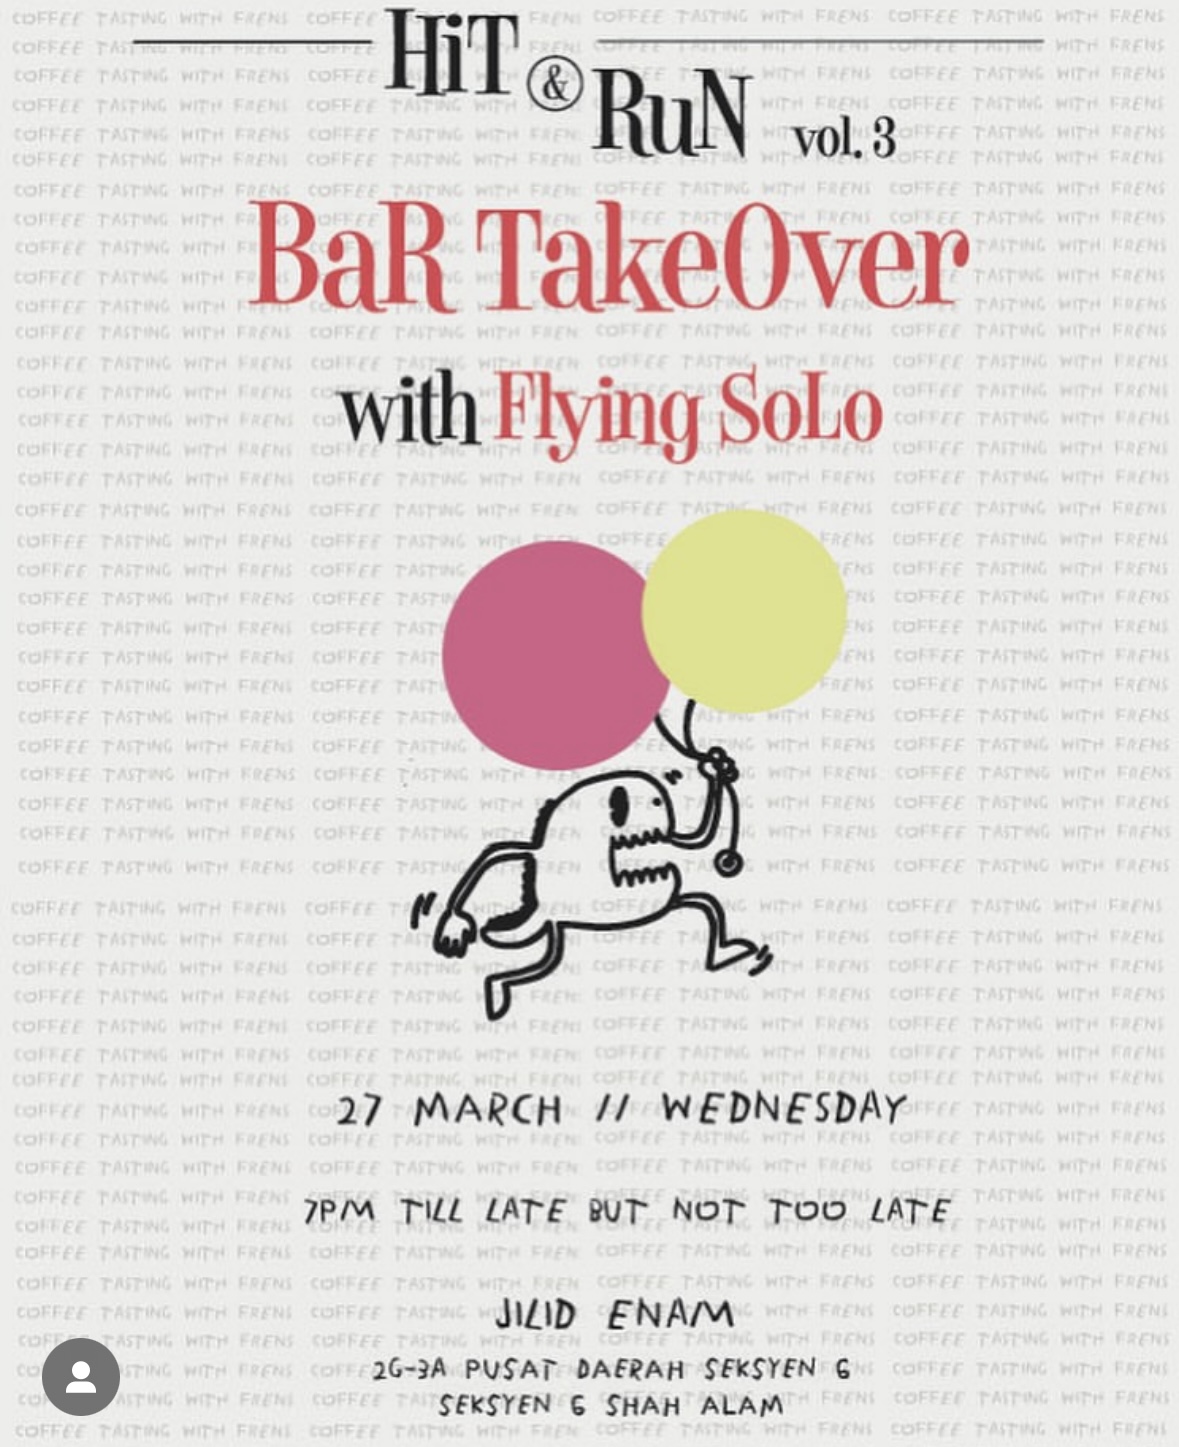 HiT
& RuN vol. 3
BaR TakeOver
with Flying SoLo
27 MARCH // WEDNESDAY
7PM TILL LATE BUT NOT TOO LATE
JILID ENAM
2G-3A PUSAT DAERAH SEKSYEN 6
SEKSYEN 6 SHAH ALAM
COFFEE TASTING WITH FRENS